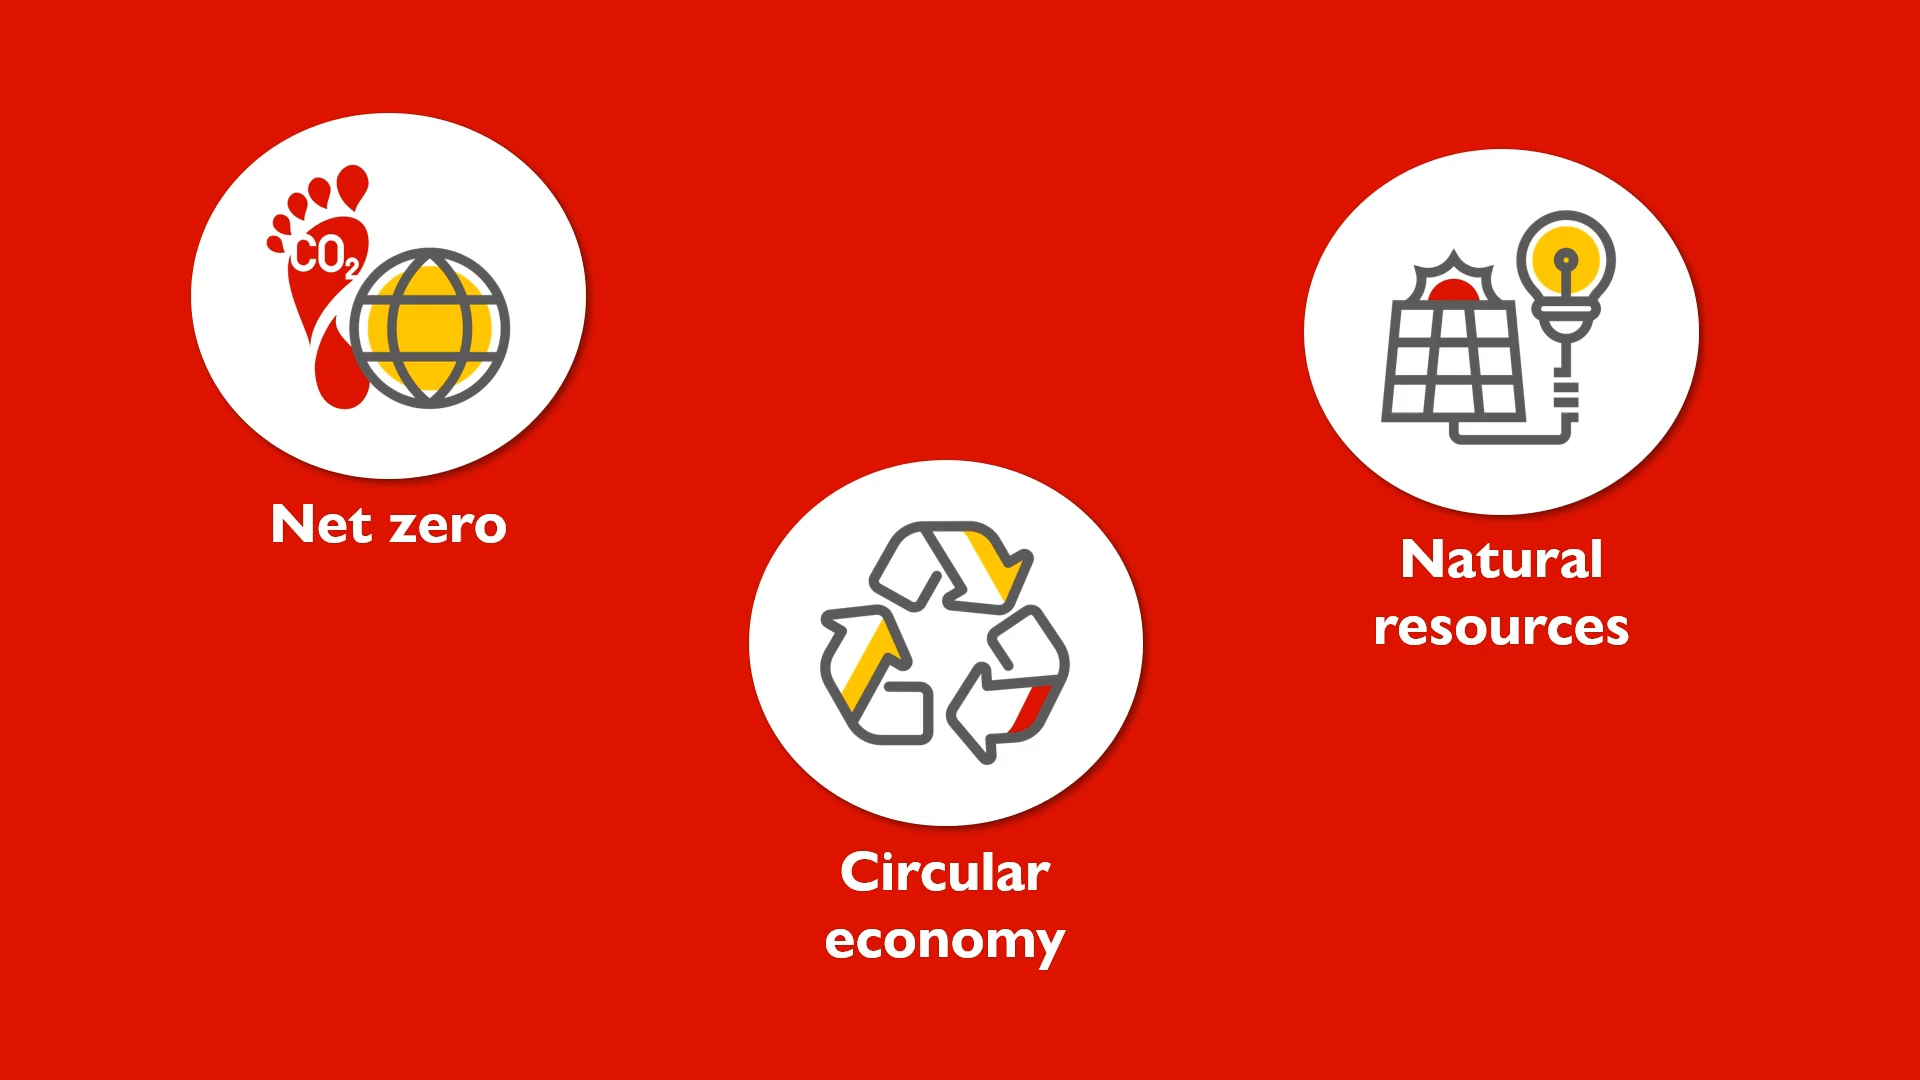 CO₂
Net zero
Circular
economy
Natural
resources